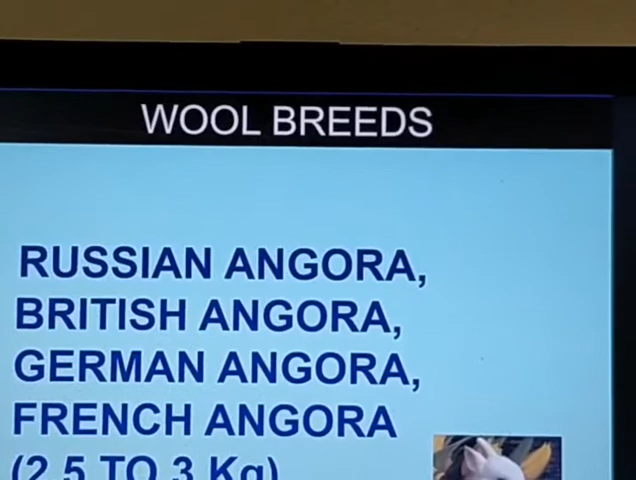 WOOL BREEDS
RUSSIAN ANGORA,
BRITISH ANGORA,
GERMAN ANGORA,
FRENCH ANGORA
(2.5 TO 3 Kg)